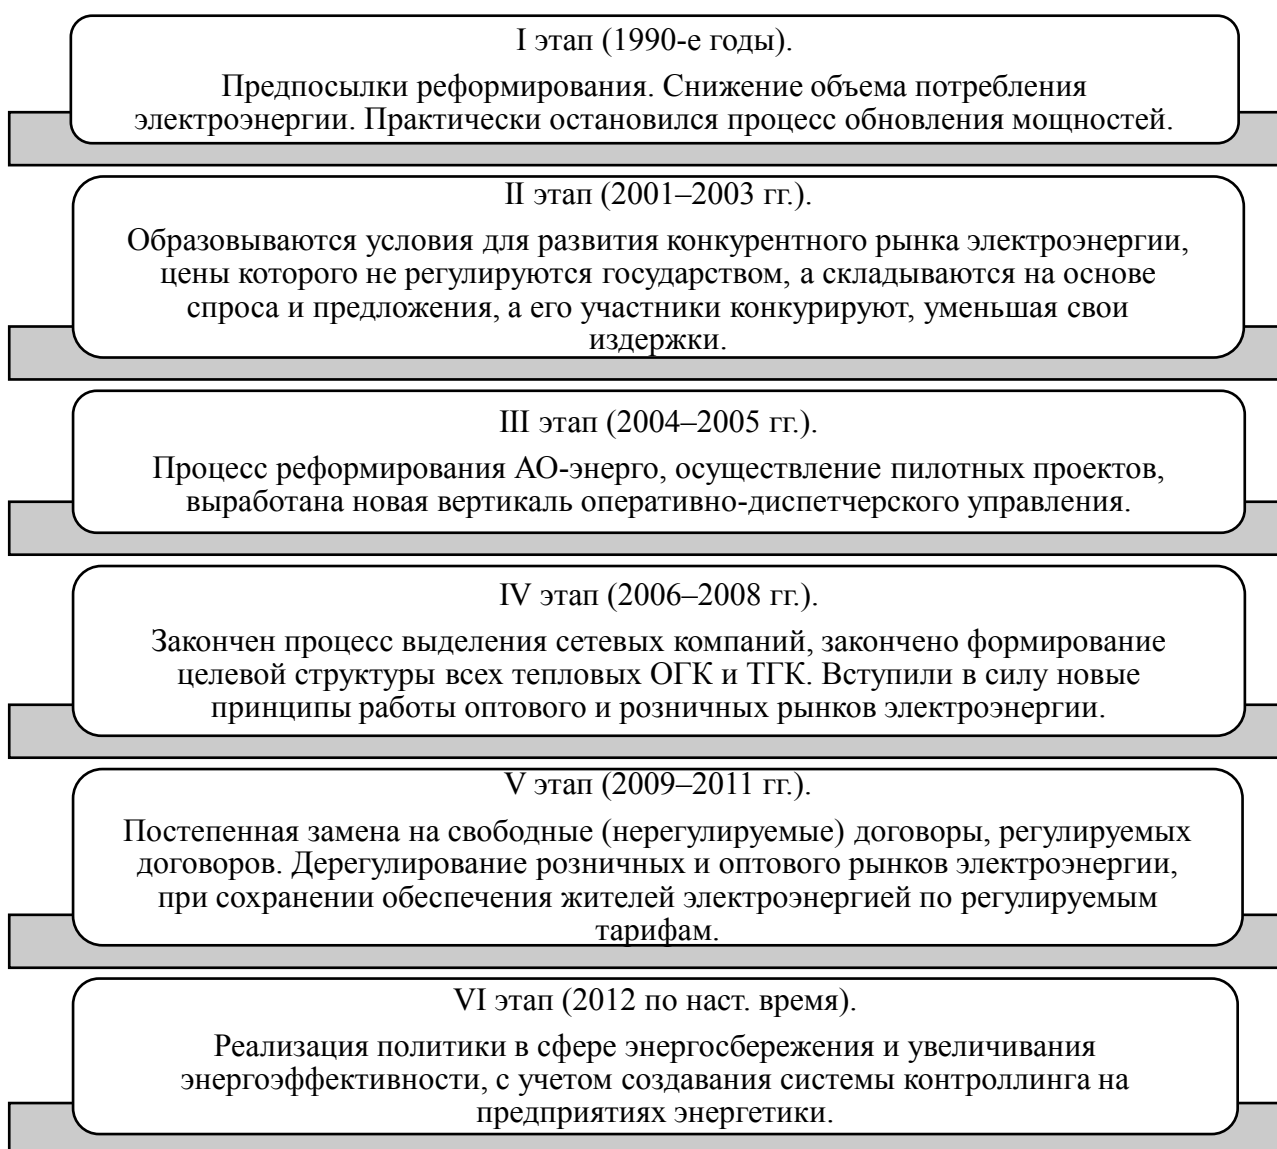 I этап (1990-е годы).
Предпосылки реформирования. Снижение объема потребления
электроэнергии. Практически остановился процесс обновления мощностей.
II этап (2001–2003 гг.).
Образовываются условия для развития конкурентного рынка электроэнергии,
цены которого не регулируются государством, а складываются на основе
спроса и предложения, а его участники конкурируют, уменьшая свои
издержки.
III этап (2004–2005 гг.).
Процесс реформирования АО-энерго, осуществление пилотных проектов,
выработана новая вертикаль оперативно-диспетчерского управления.
IV этап (2006–2008 гг.).
Закончен процесс выделения сетевых компаний, закончено формирование
целевой структуры всех тепловых ОГК и ТГК. Вступили в силу новые
принципы работы оптового и розничных рынков электроэнергии.
V этап (2009–2011 гг.).
Постепенная замена на свободные (нерегулируемые) договоры, регулируемых
договоров. Дерегулирование розничных и оптового рынков электроэнергии,
при сохранении обеспечения жителей электроэнергией по регулируемым
тарифам.
VI этап (2012 по наст. время).
Реализация политики в сфере энергосбережения и увеличивания
энергоэффективности, с учетом создавания системы контроллинга на
предприятиях энергетики.